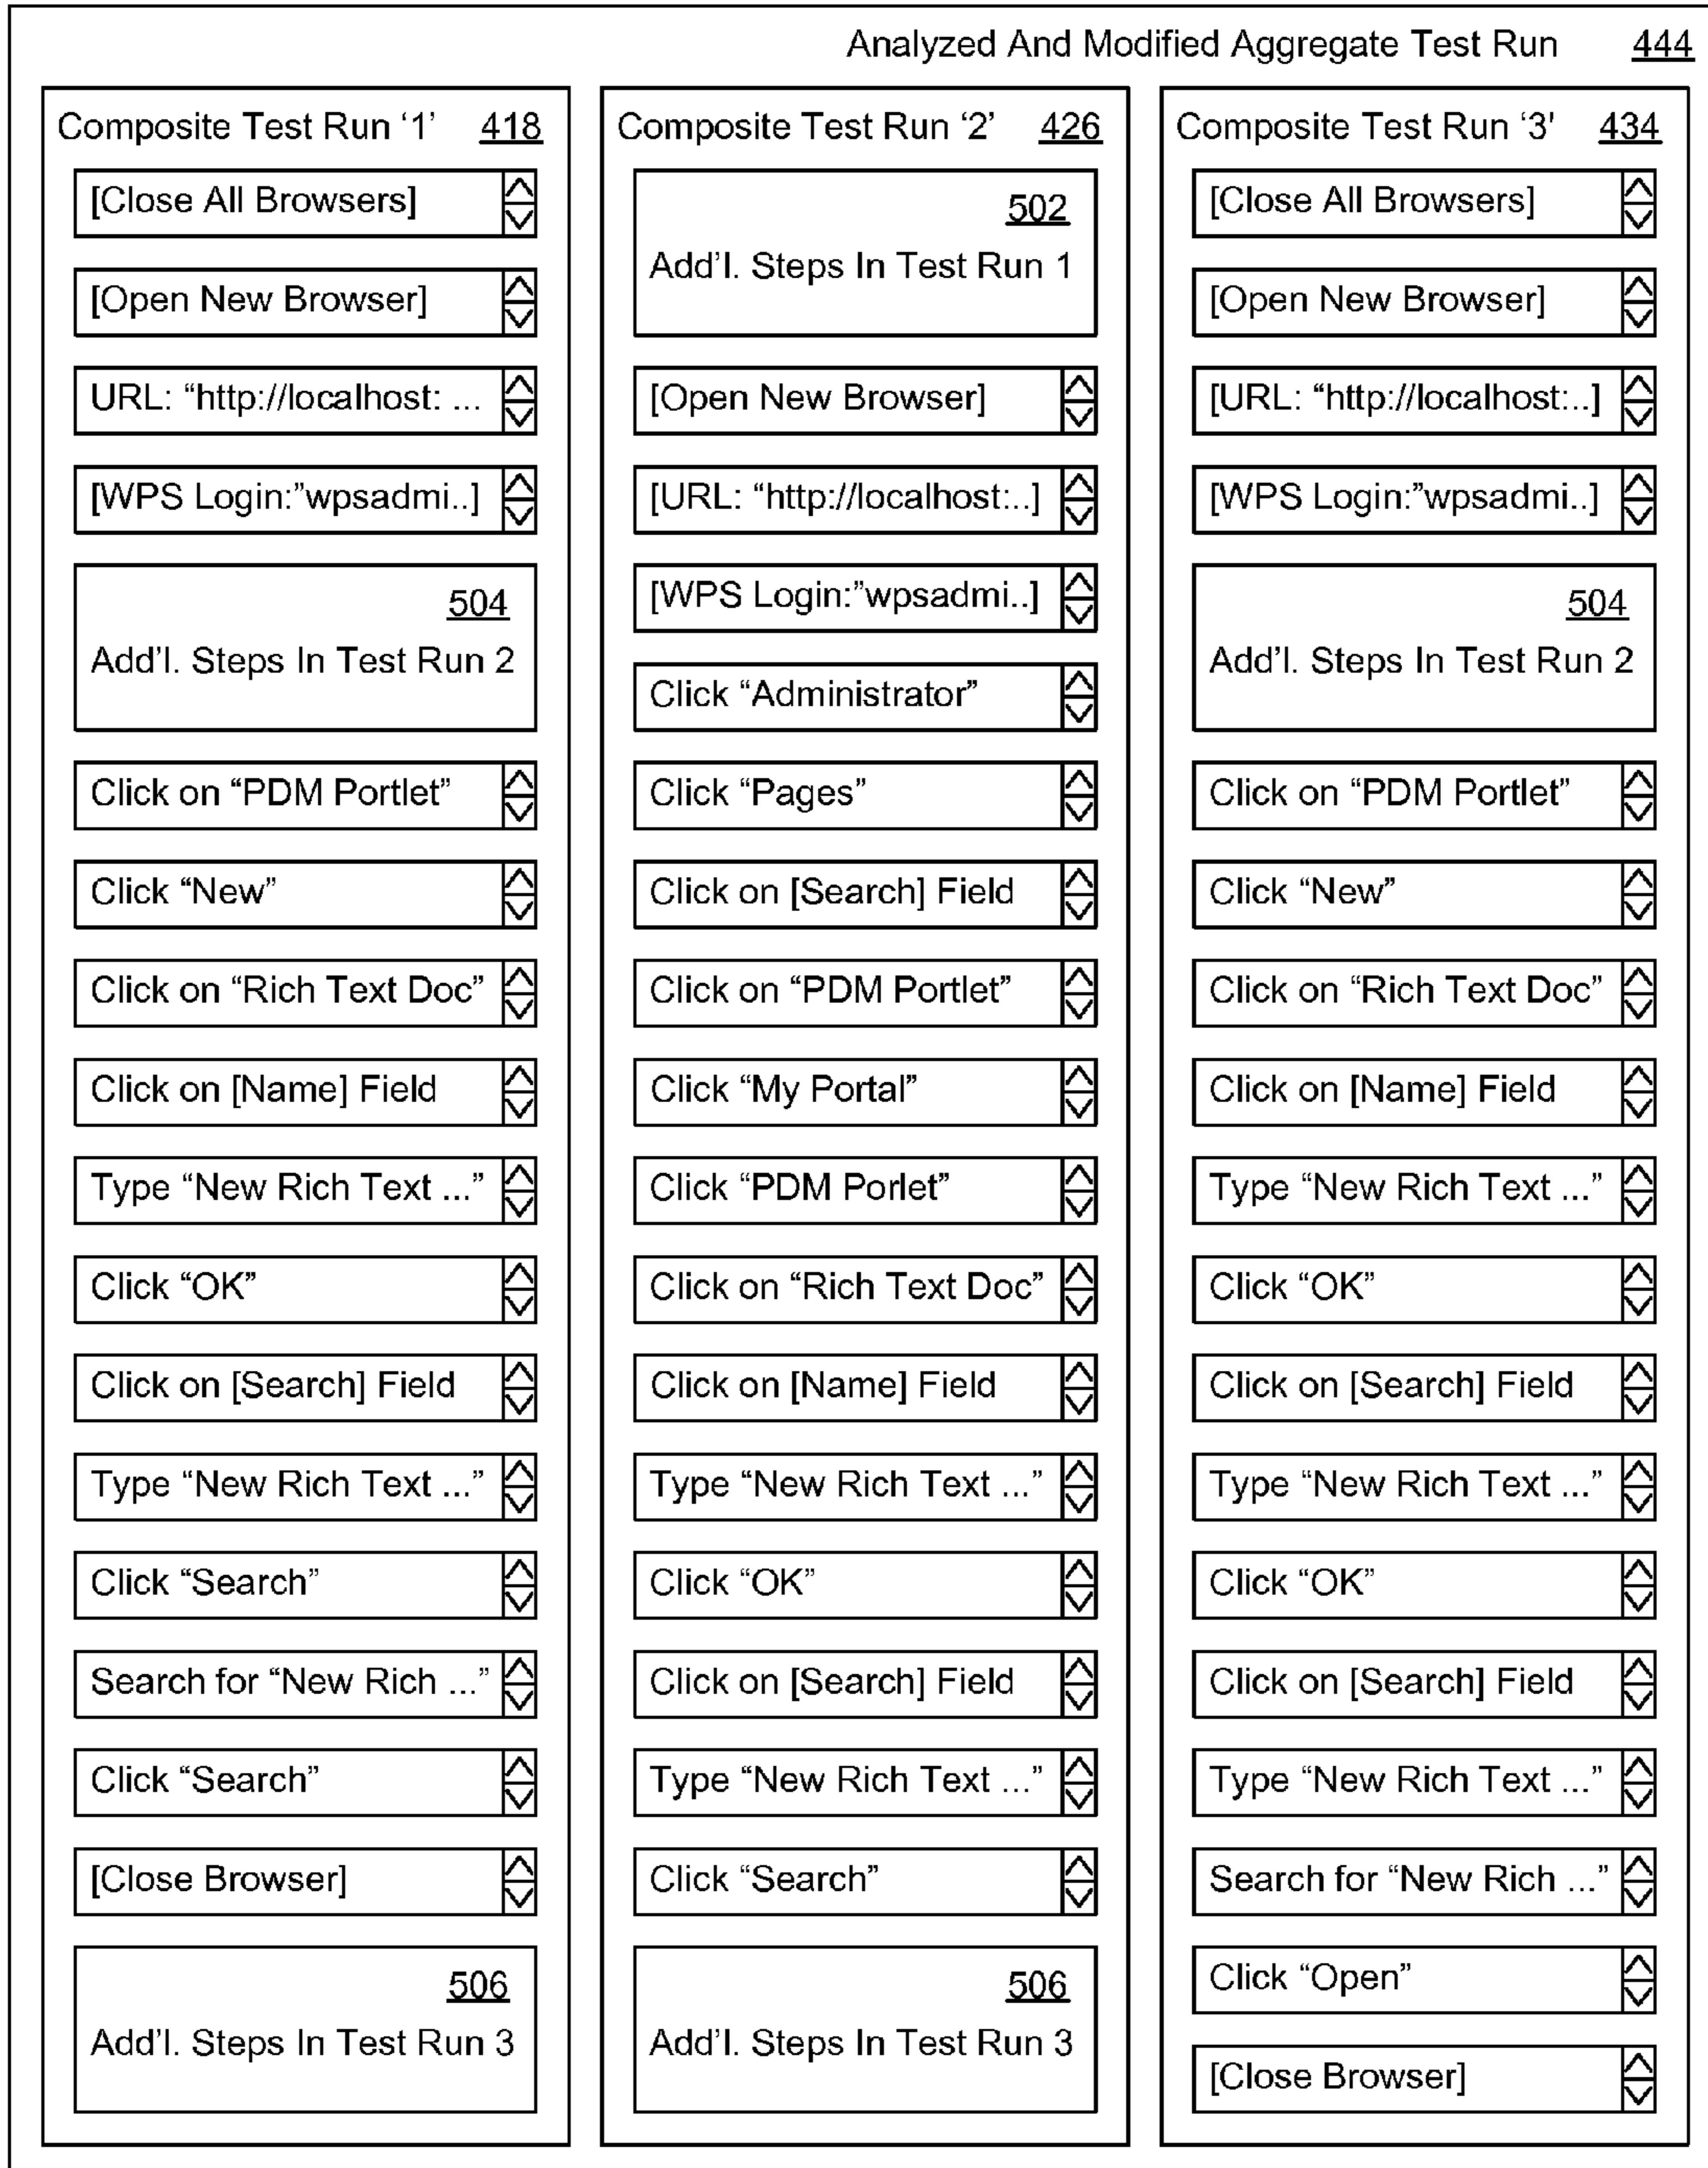 Analyzed And Modified Aggregate Test Run 444
Composite Test Run ‘1’ 418
[Close All Browsers]
[Open New Browser]
URL: “http://localhost: ...
[WPS Login:”wpsadmi..]
504
Add’l. Steps In Test Run 2
Click on “PDM Portlet”
Click “New”
Click on “Rich Text Doc”
Click on [Name] Field
Type “New Rich Text ...”
Click “OK”
Click on [Search] Field
Type “New Rich Text ...”
Click “Search”
Search for “New Rich ...”
Click “Search”
[Close Browser]
506
Add’l. Steps In Test Run 3
Composite Test Run ‘2’ 426
502
Add’l. Steps In Test Run 1
[Open New Browser]
[URL: “http://localhost:..]
[WPS Login:”wpsadmi..]
Click “Administrator”
Click “Pages”
Click on [Search] Field
Click on “PDM Portlet”
Click “My Portal”
Click “PDM Porlet”
Click on “Rich Text Doc”
Click on [Name] Field
Type “New Rich Text ...”
Click “OK”
Click on [Search] Field
Type “New Rich Text ...”
Click “Search”
506
Add’l. Steps In Test Run 3
Composite Test Run ‘3’ 434
[Close All Browsers]
[Open New Browser]
[URL: “http://localhost:..]
[WPS Login:”wpsadmi..]
504
Add’l. Steps In Test Run 2
Click on “PDM Portlet”
Click “New”
Click on “Rich Text Doc”
Click on [Name] Field
Type “New Rich Text ...”
Click “OK”
Click on [Search] Field
Type “New Rich Text ...”
Click “OK”
Click on [Search] Field
Type “New Rich Text ...”
Search for “New Rich ...”
Click “Open”
[Close Browser]